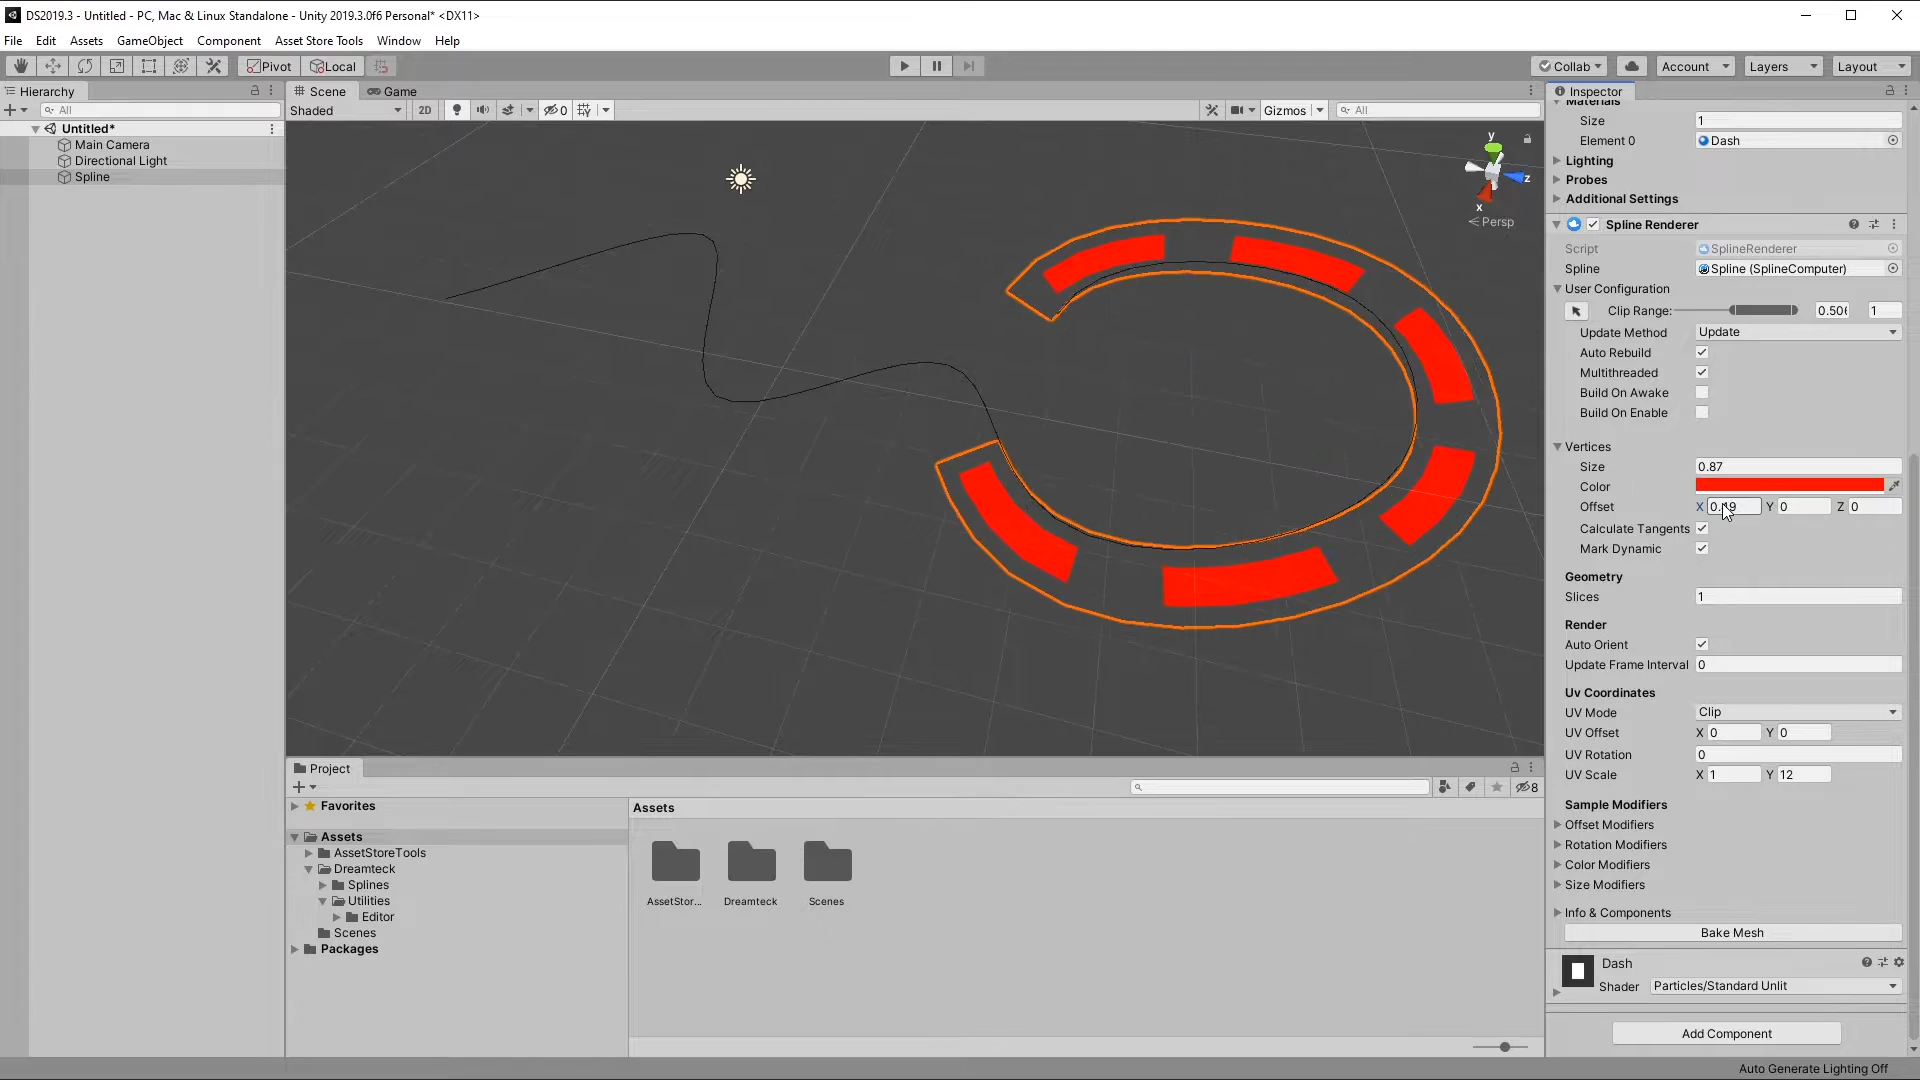 DS2019.3 - Untitled - PC, Mac & Linux Standalone - Unity 2019.3.0f6 Personal* <DX11>
File Edit Assets GameObject Component Asset Store Tools Window Help
Pivot Local Collab Account Layers Layout
Hierarchy
All
Untitled*
Main Camera
Directional Light
Spline
Scene Game
Shaded 2D 0 Gizmos All
y
z
x
Persp
Inspector
Materials
Size 1
Element 0 Dash
Lighting
Probes
Additional Settings
Spline Renderer
Script SplineRenderer
Spline Spline (SplineComputer)
User Configuration
Clip Range: 0.506 1
Update Method Update
Auto Rebuild
Multithreaded
Build On Awake
Build On Enable
Vertices
Size 0.87
Color
Offset X Y 0 Z 0
Calculate Tangents
Mark Dynamic
Geometry
Slices 1
Render
Auto Orient
Update Frame Interval 0
Uv Coordinates
UV Mode Clip
UV Offset X 0 Y 0
UV Rotation 0
UV Scale X 1 Y 12
Sample Modifiers
Offset Modifiers
Rotation Modifiers
Color Modifiers
Size Modifiers
Info & Components
Bake Mesh
Dash
Shader Particles/Standard Unlit
Add Component
Project
8
Favorites
Assets
AssetStoreTools
Dreamteck
Splines
Utilities
Editor
Scenes
Packages
Assets
AssetStor... Dreamteck Scenes
Auto Generate Lighting Off